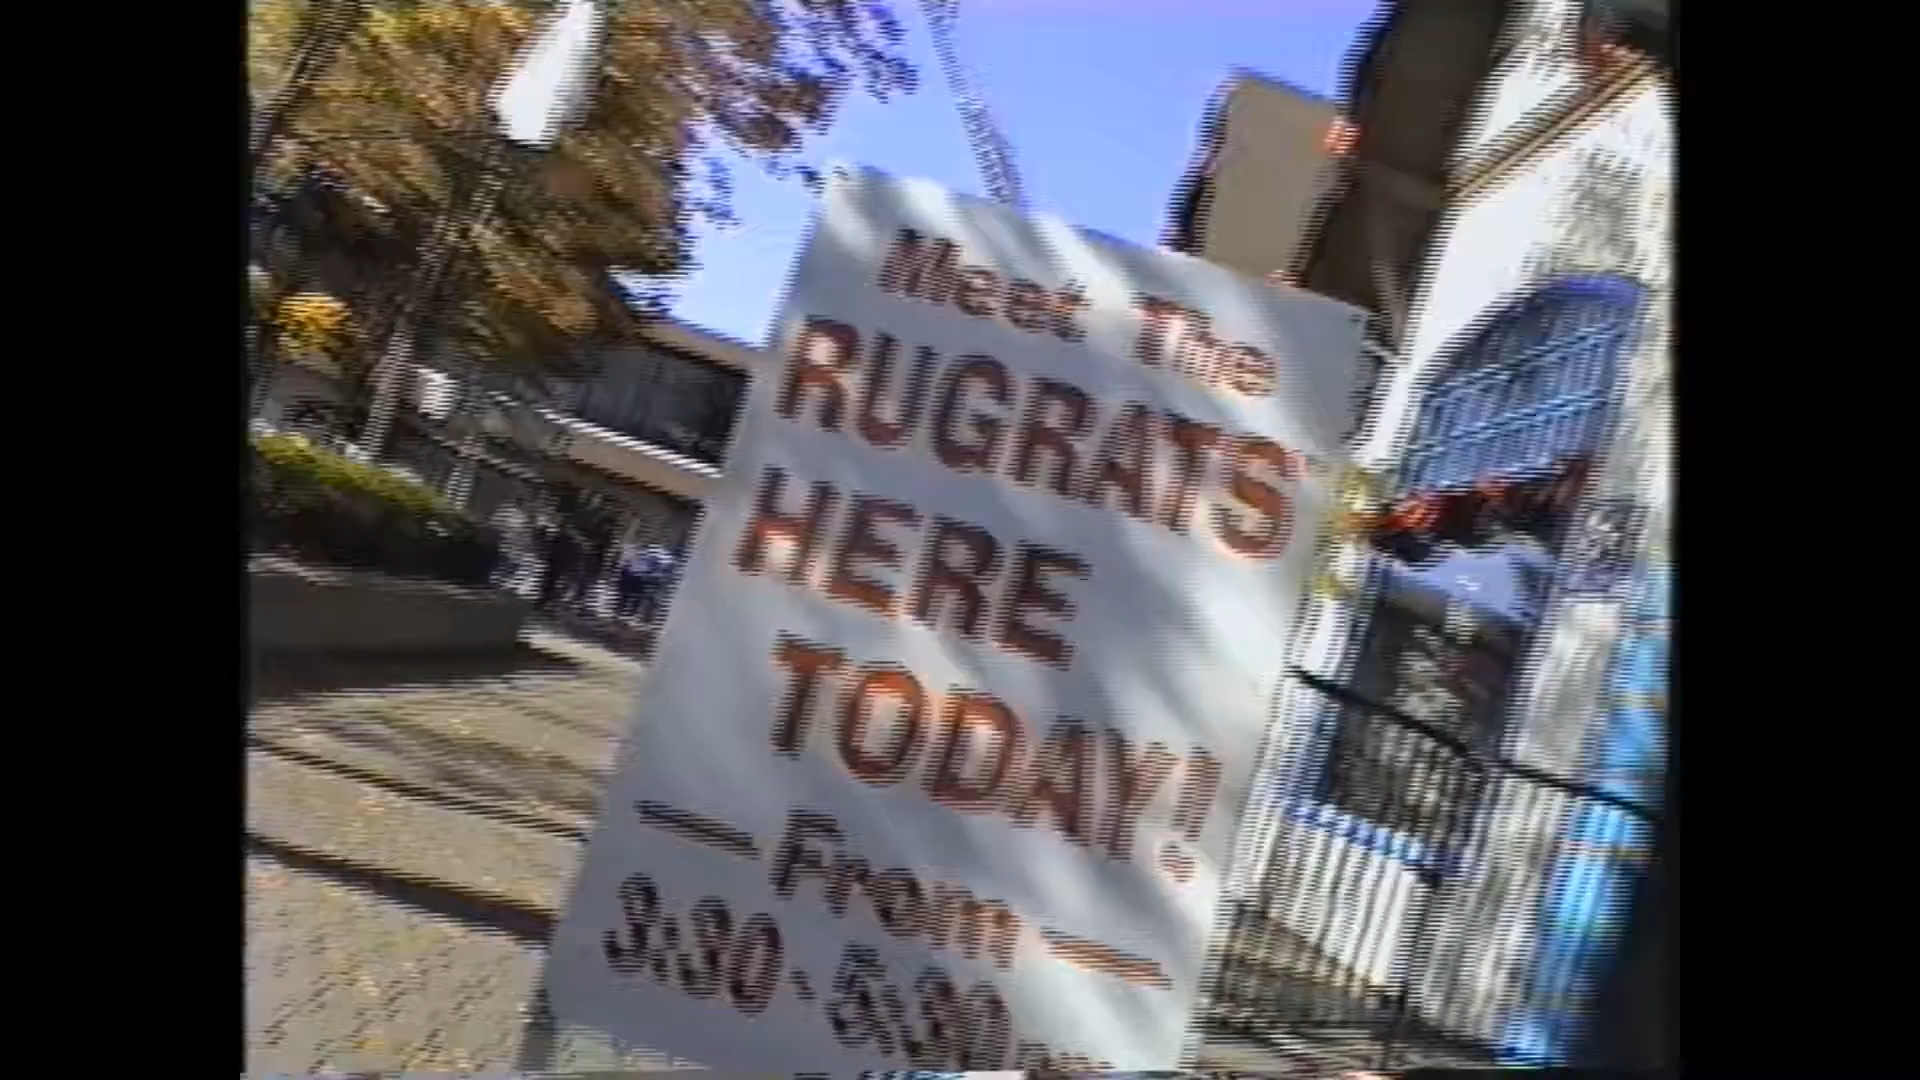 Meet The
RUGRATS
HERE
TODAY!
— From —
3:30 - 5:30